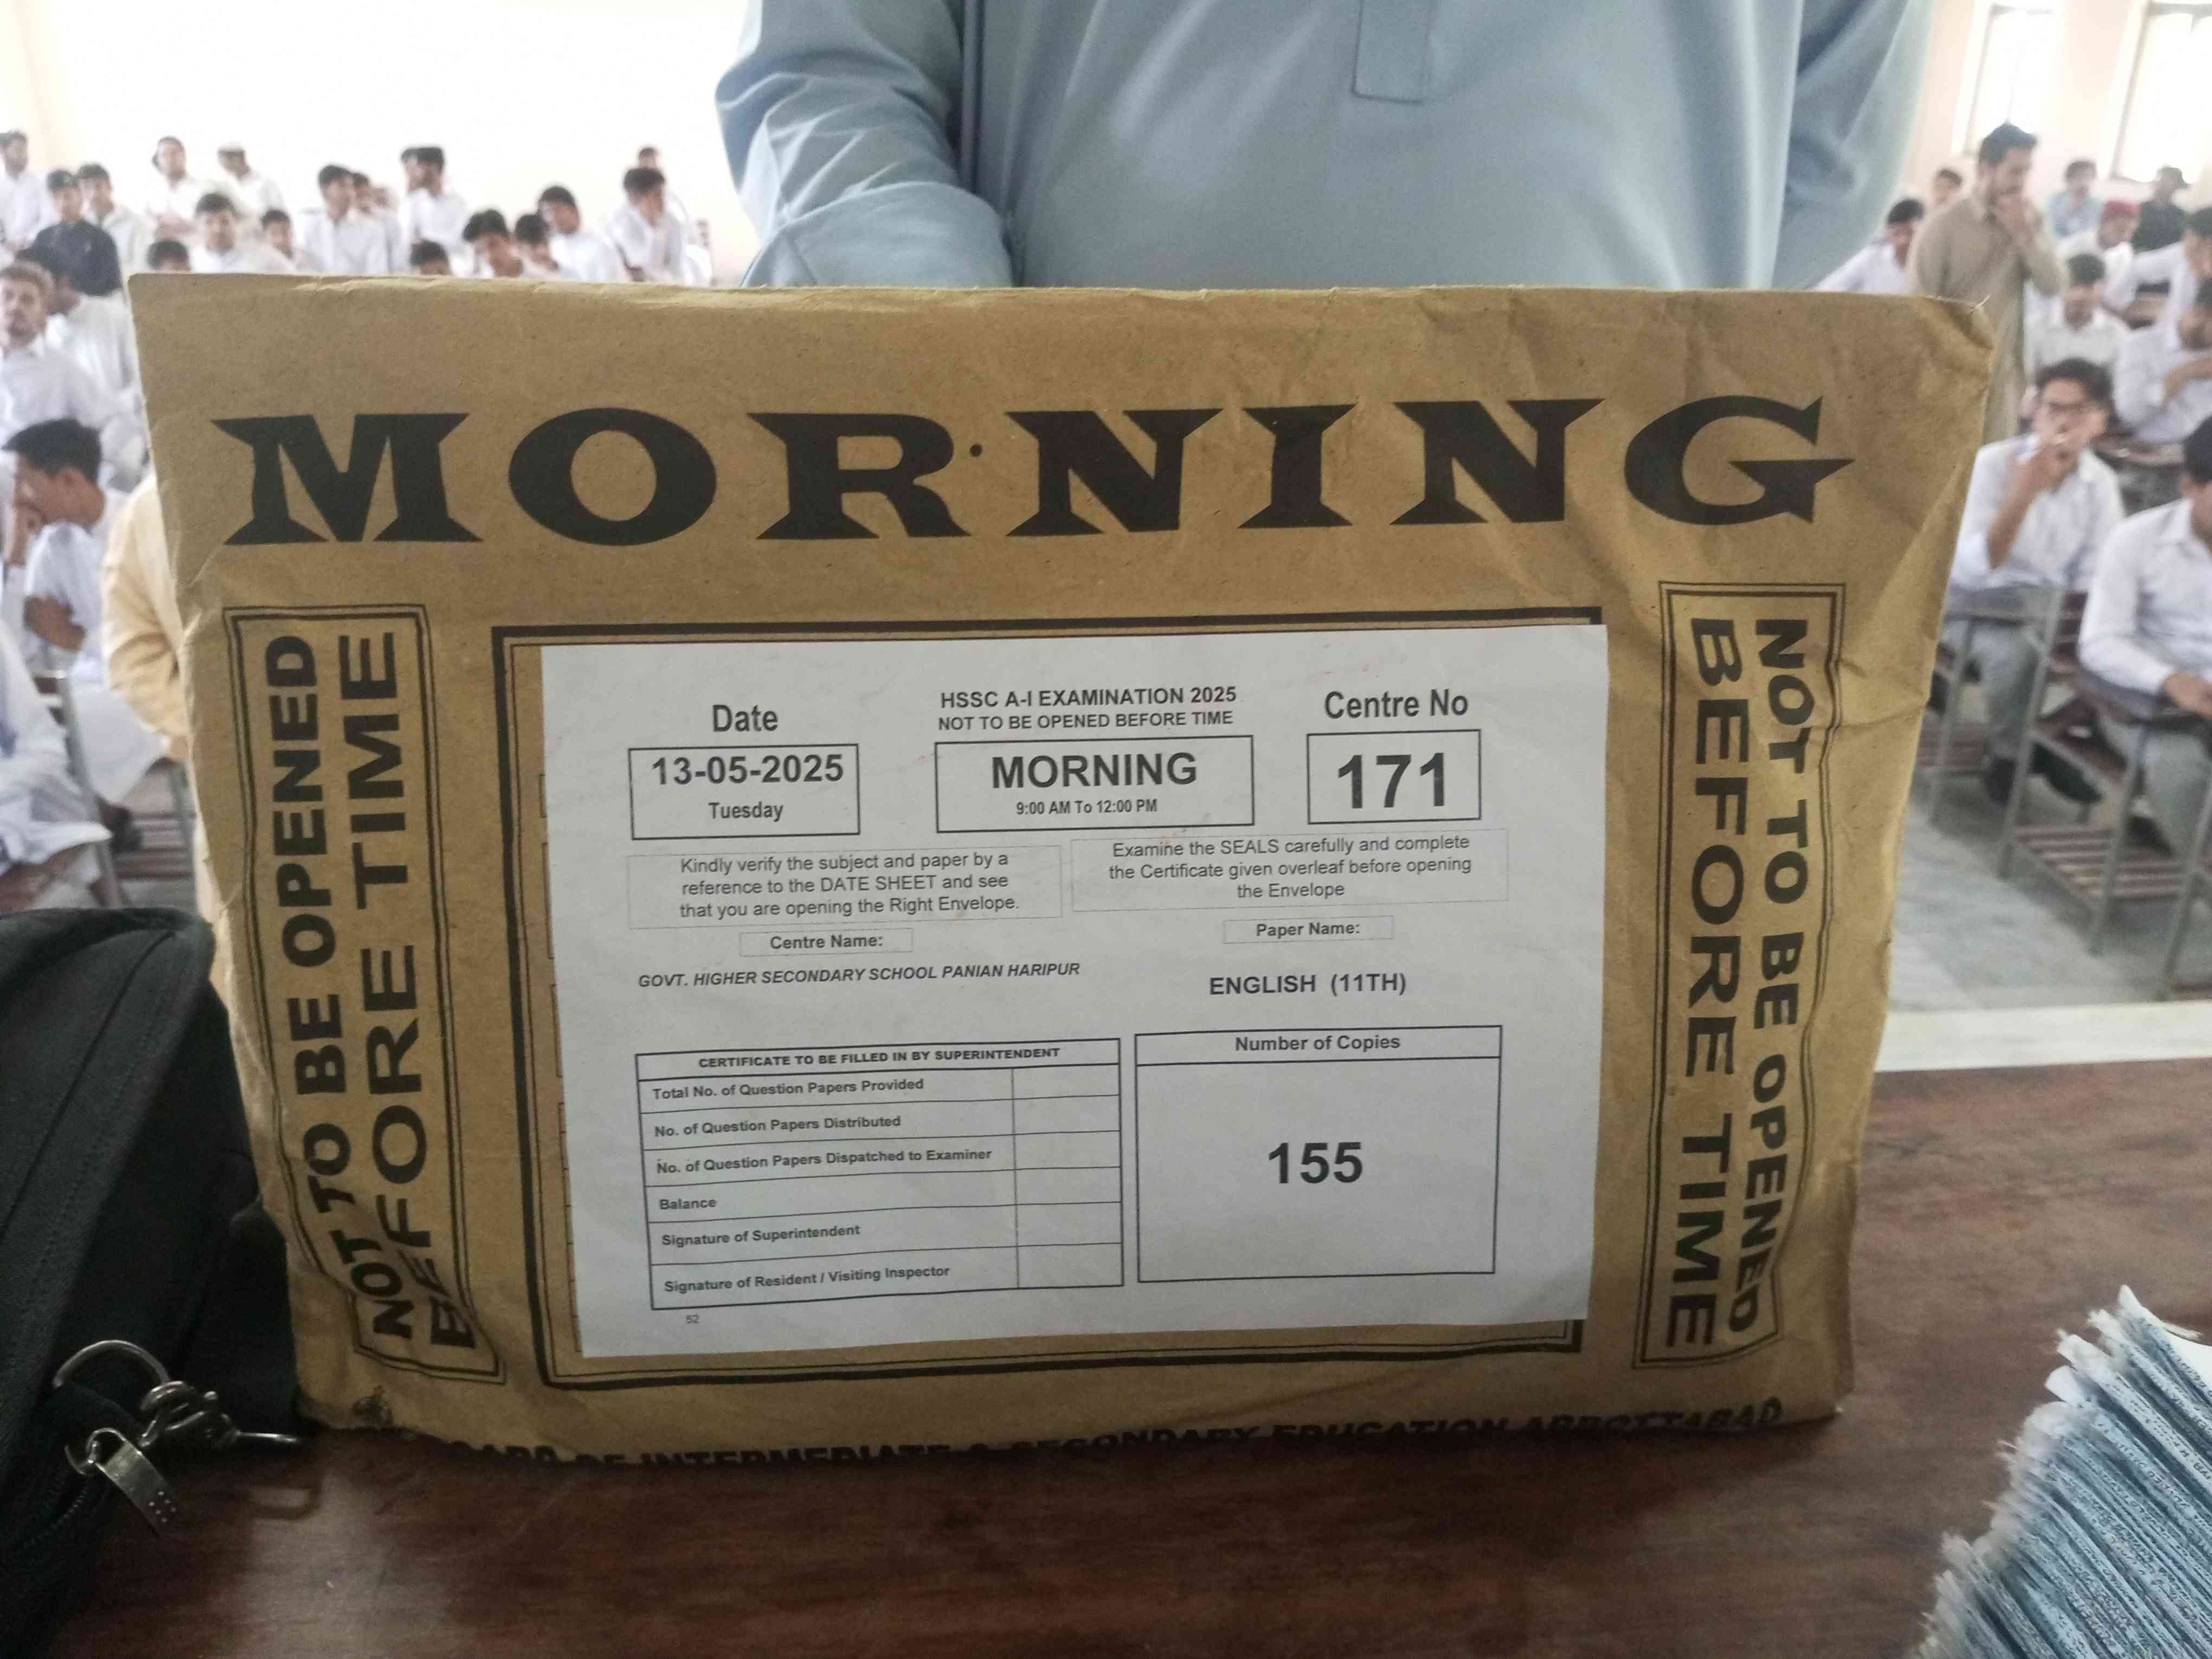 MORNING
NOT TO BE OPENED
BEFORE TIME
Date
13-05-2025
Tuesday
HSSC A-I EXAMINATION 2025
NOT TO BE OPENED BEFORE TIME
MORNING
9:00 AM To 12:00 PM
Centre No
171
Kindly verify the subject and paper by a
reference to the DATE SHEET and see
that you are opening the Right Envelope.
Examine the SEALS carefully and complete
the Certificate given overleaf before opening
the Envelope
Centre Name:
GOVT. HIGHER SECONDARY SCHOOL PANIAN HARIPUR
Paper Name:
ENGLISH (11TH)
CERTIFICATE TO BE FILLED IN BY SUPERINTENDENT
Total No. of Question Papers Provided
No. of Question Papers Distributed
No. of Question Papers Dispatched to Examiner
Balance
Signature of Superintendent
Signature of Resident / Visiting Inspector
52
Number of Copies
155
NOT TO BE OPENED
BEFORE TIME
BOARD OF INTERMEDIATE & SECONDARY EDUCATION ABBOTTABAD